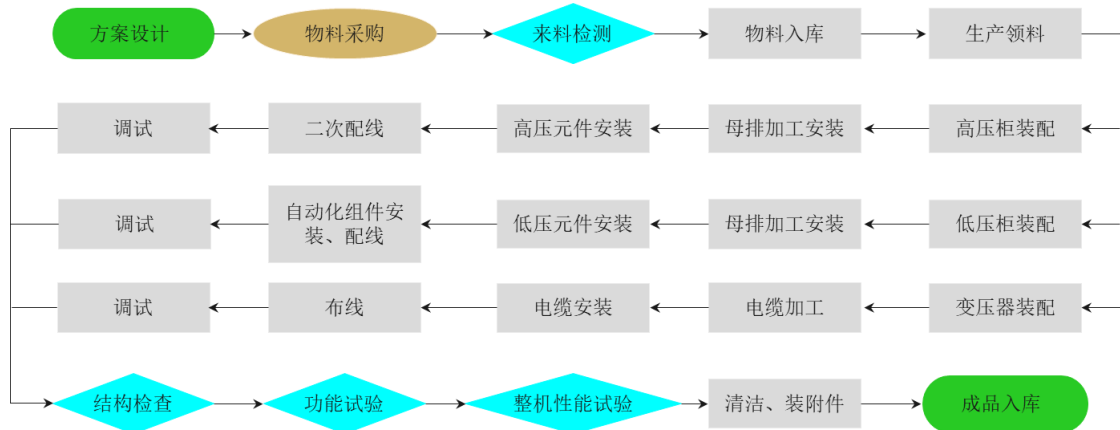 方案设计
物料采购
来料检测
物料入库
生产领料
调试
二次配线
高压元件安装
母排加工安装
高压柜装配
调试
自动化组件安
装、配线
低压元件安装
母排加工安装
低压柜装配
调试
布线
电缆安装
电缆加工
变压器装配
结构检查
功能试验
整机性能试验
清洁、装附件
成品入库